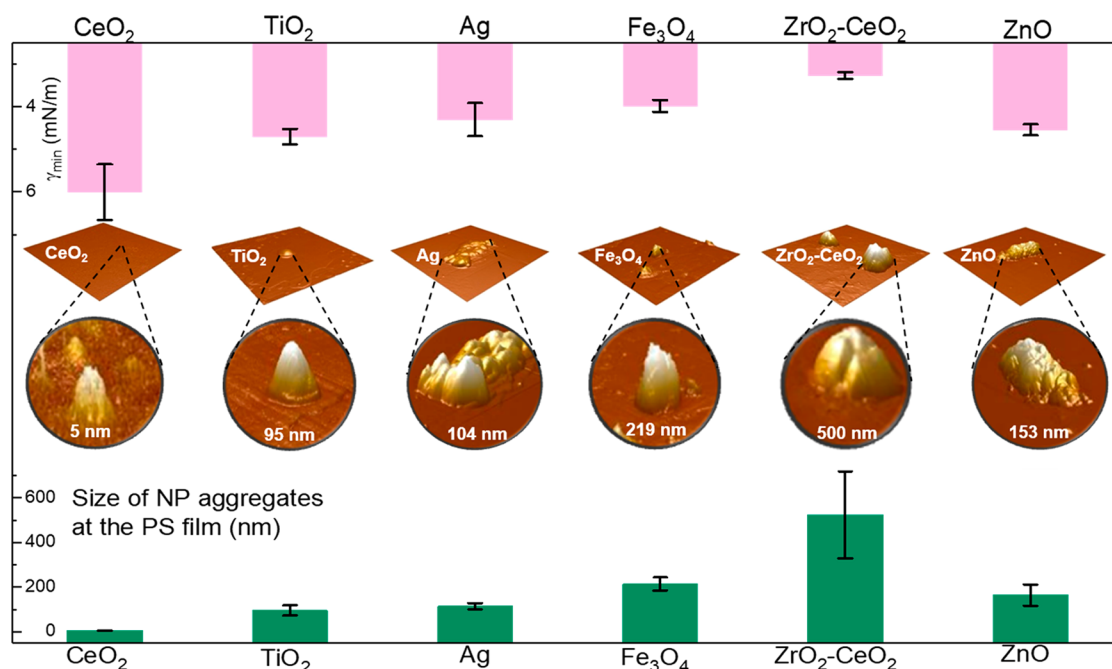 CeO₂ TiO₂ Ag Fe₃O₄ ZrO₂-CeO₂ ZnO
γmin (mN/m)
4
6
CeO₂ TiO₂ Ag Fe₃O₄ ZrO₂-CeO₂ ZnO
5 nm 95 nm 104 nm 219 nm 500 nm 153 nm
Size of NP aggregates
at the PS film (nm)
600
400
200
0
CeO₂ TiO₂ Ag Fe₃O₄ ZrO₂-CeO₂ ZnO